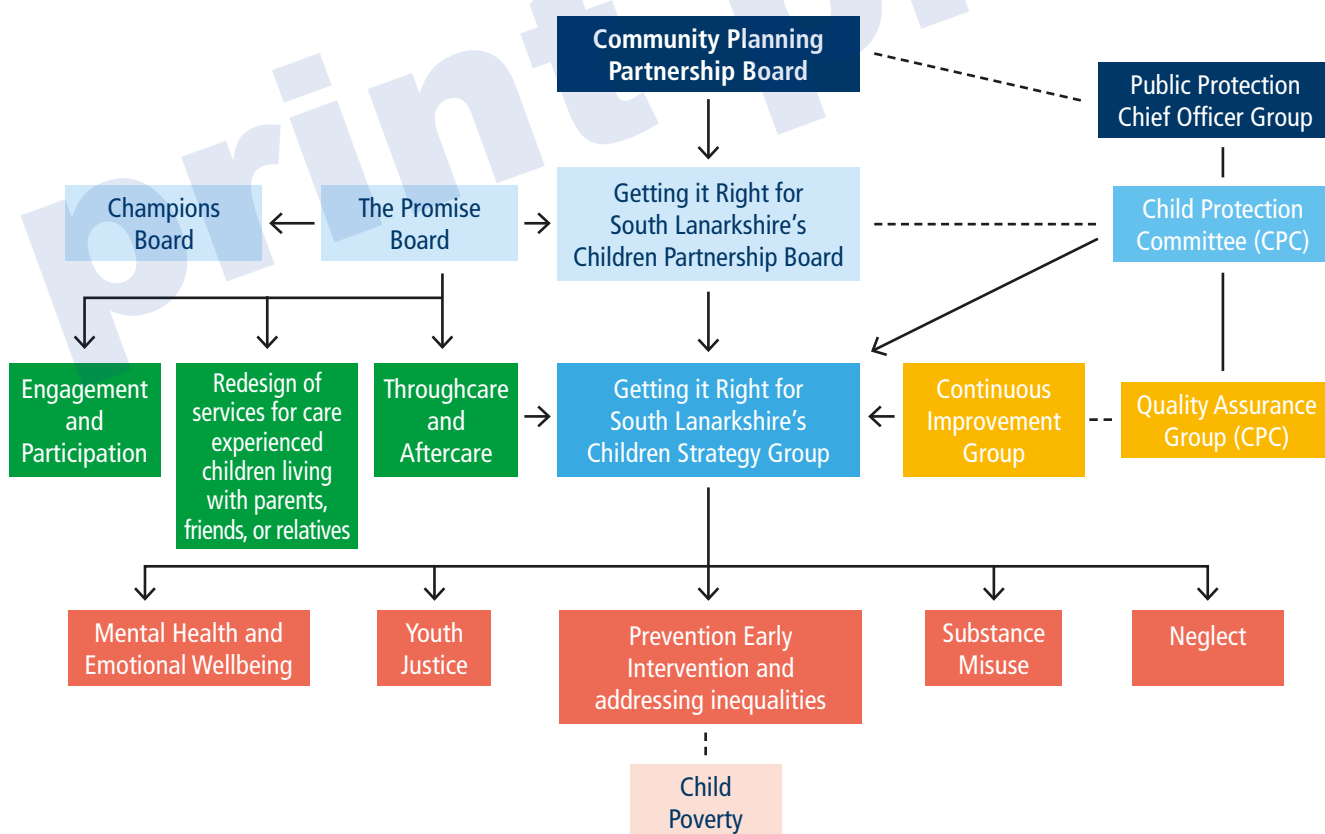 print pr
Community Planning
Partnership Board
Public Protection
Chief Officer Group
Champions
Board
The Promise
Board
Getting it Right for
South Lanarkshire’s
Children Partnership Board
Child Protection
Committee (CPC)
Engagement
and
Participation
Redesign of
services for care
experienced
children living
with parents,
friends, or relatives
Throughcare
and
Aftercare
Getting it Right for
South Lanarkshire’s
Children Strategy Group
Continuous
Improvement
Group
Quality Assurance
Group (CPC)
Mental Health and
Emotional Wellbeing
Youth
Justice
Prevention Early
Intervention and
addressing inequalities
Substance
Misuse
Neglect
Child
Poverty